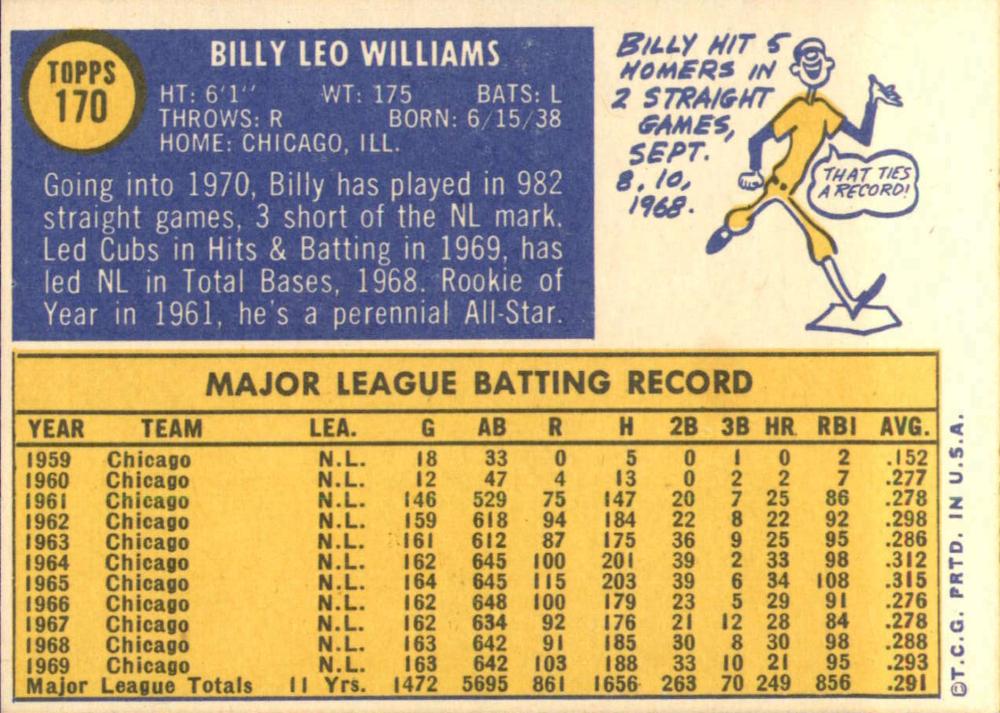 TOPPS
170
BILLY LEO WILLIAMS
HT: 6'1" WT: 175 BATS: L
THROWS: R BORN: 6/15/38
HOME: CHICAGO, ILL.
Going into 1970, Billy has played in 982
straight games, 3 short of the NL mark.
Led Cubs in Hits & Batting in 1969, has
led NL in Total Bases, 1968. Rookie of
Year in 1961, he's a perennial All-Star.
BILLY HIT 5
HOMERS IN
2 STRAIGHT
GAMES,
SEPT.
8, 10,
1968.
THAT TIES
A RECORD!
MAJOR LEAGUE BATTING RECORD
YEAR TEAM LEA. G AB R H 2B 3B HR RBI AVG.
1959 Chicago N.L. 18 33 0 5 0 1 0 2 .152
1960 Chicago N.L. 12 47 4 13 0 2 2 7 .277
1961 Chicago N.L. 146 529 75 147 20 7 25 86 .278
1962 Chicago N.L. 159 618 94 184 22 8 22 92 .298
1963 Chicago N.L. 161 612 87 175 36 9 25 95 .286
1964 Chicago N.L. 162 645 100 201 39 2 33 98 .312
1965 Chicago N.L. 164 645 115 203 39 6 34 108 .315
1966 Chicago N.L. 162 648 100 179 23 5 29 91 .276
1967 Chicago N.L. 162 634 92 176 21 12 28 84 .278
1968 Chicago N.L. 163 642 91 185 30 8 30 98 .288
1969 Chicago N.L. 163 642 103 188 33 10 21 95 .293
Major League Totals 11 Yrs. 1472 5695 861 1656 263 70 249 856 .291
©T.C.G. PRTD. IN U.S.A.